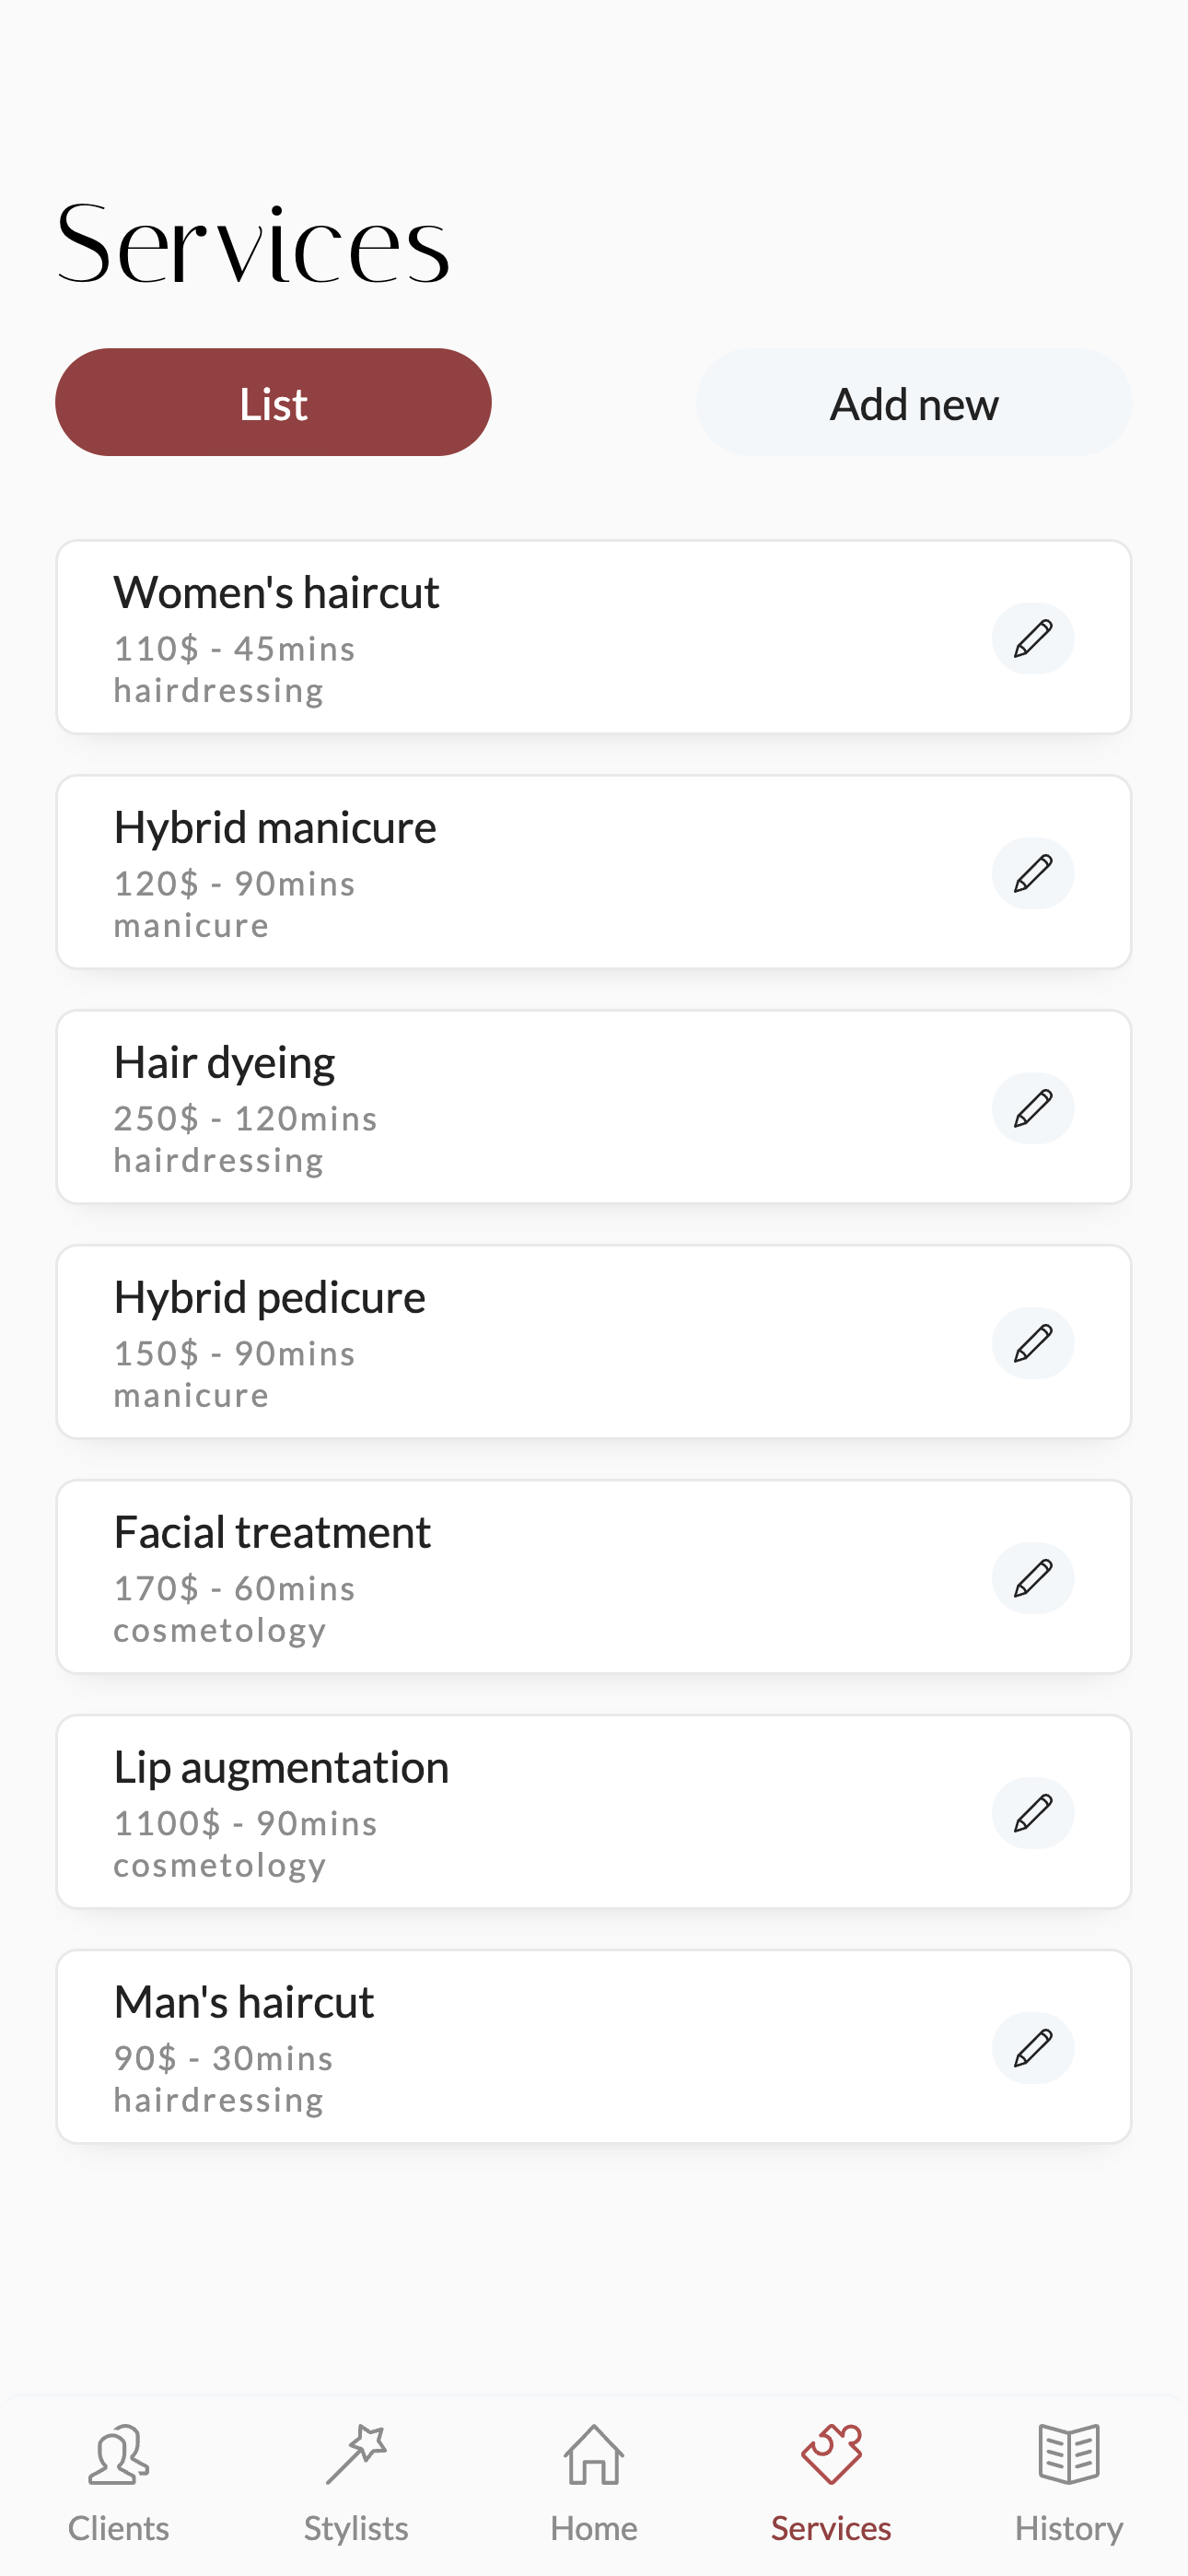 Services
List
Add new
Women's haircut
110$ - 45mins
hairdressing
Hybrid manicure
120$ - 90mins
manicure
Hair dyeing
250$ - 120mins
hairdressing
Hybrid pedicure
150$ - 90mins
manicure
Facial treatment
170$ - 60mins
cosmetology
Lip augmentation
1100$ - 90mins
cosmetology
Man's haircut
90$ - 30mins
hairdressing
Clients
Stylists
Home
Services
History